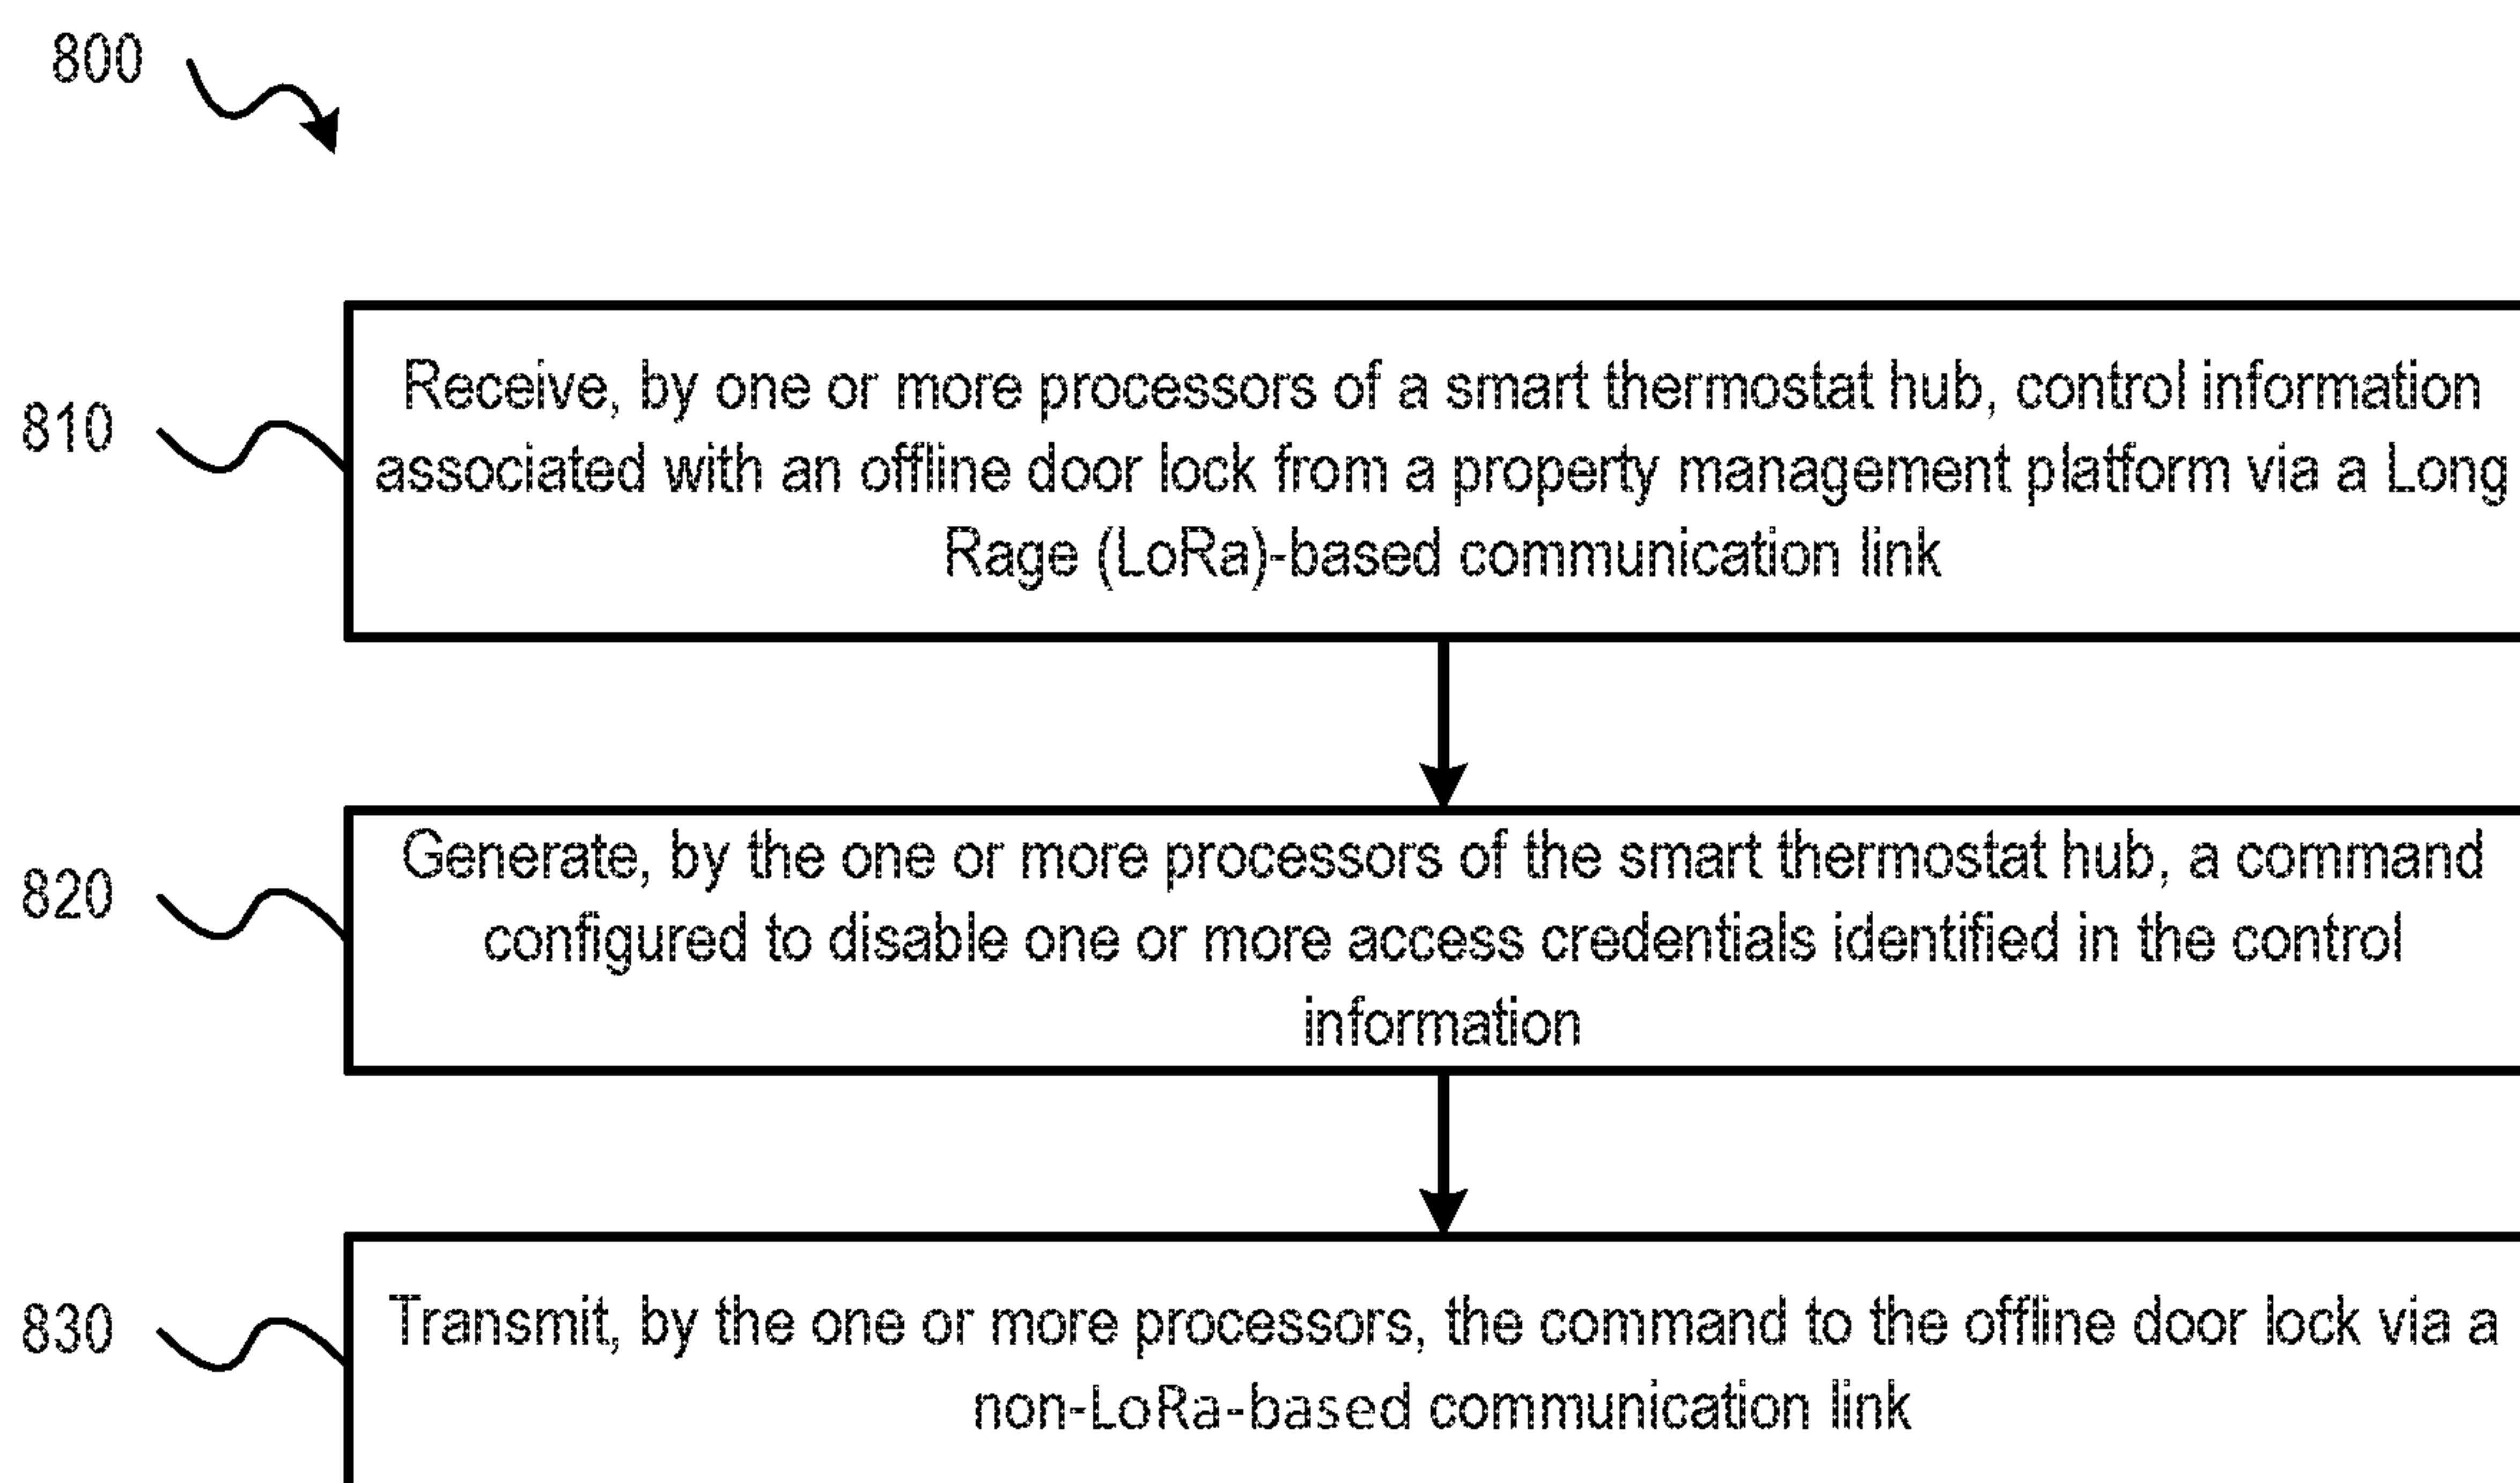 800
810
Receive, by one or more processors of a smart thermostat hub, control information
associated with an offline door lock from a property management platform via a Long
Rage (LoRa)-based communication link
820
Generate, by the one or more processors of the smart thermostat hub, a command
configured to disable one or more access credentials identified in the control
information
830
Transmit, by the one or more processors, the command to the offline door lock via a
non-LoRa-based communication link